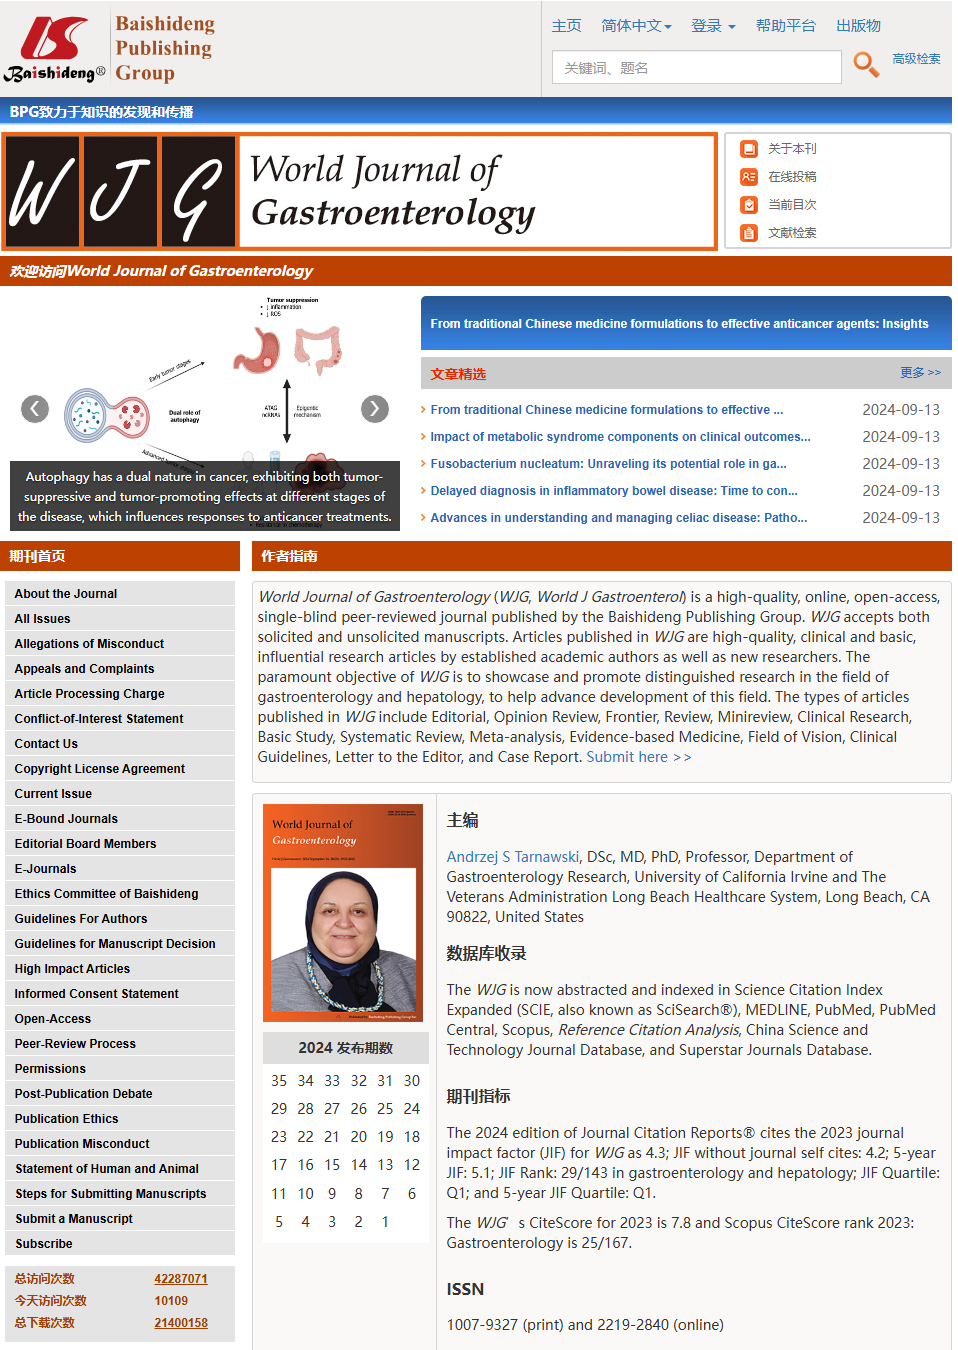 Baishideng®
Baishideng
Publishing
Group
主页 简体中文 登录 帮助平台 出版物
关键词、题名
高级检索
BPG致力于知识的发现和传播
WJG
World Journal of
Gastroenterology
关于本刊
在线投稿
当前目次
文献检索
欢迎访问World Journal of Gastroenterology
Tumor suppression
• ↓ inflammation
• ↓ ROS
Early tumor stages
Dual role of
autophagy
ATAG
ncRNAs
Epigentic
mechanism
Advanced tumor stages
Autophagy has a dual nature in cancer, exhibiting both tumor-
suppressive and tumor-promoting effects at different stages of
the disease, which influences responses to anticancer treatments.
• Resistance to chemotherapy
From traditional Chinese medicine formulations to effective anticancer agents: Insights
文章精选 更多 >>
From traditional Chinese medicine formulations to effective ... 2024-09-13
Impact of metabolic syndrome components on clinical outcomes... 2024-09-13
Fusobacterium nucleatum: Unraveling its potential role in ga... 2024-09-13
Delayed diagnosis in inflammatory bowel disease: Time to con... 2024-09-13
Advances in understanding and managing celiac disease: Patho... 2024-09-13
期刊首页
About the Journal
All Issues
Allegations of Misconduct
Appeals and Complaints
Article Processing Charge
Conflict-of-Interest Statement
Contact Us
Copyright License Agreement
Current Issue
E-Bound Journals
Editorial Board Members
E-Journals
Ethics Committee of Baishideng
Guidelines For Authors
Guidelines for Manuscript Decision
High Impact Articles
Informed Consent Statement
Open-Access
Peer-Review Process
Permissions
Post-Publication Debate
Publication Ethics
Publication Misconduct
Statement of Human and Animal
Steps for Submitting Manuscripts
Submit a Manuscript
Subscribe
总访问次数 42287071
今天访问次数 10109
总下载次数 21400158
作者指南
World Journal of Gastroenterology (WJG, World J Gastroenterol) is a high-quality, online, open-access,
single-blind peer-reviewed journal published by the Baishideng Publishing Group. WJG accepts both
solicited and unsolicited manuscripts. Articles published in WJG are high-quality, clinical and basic,
influential research articles by established academic authors as well as new researchers. The
paramount objective of WJG is to showcase and promote distinguished research in the field of
gastroenterology and hepatology, to help advance development of this field. The types of articles
published in WJG include Editorial, Opinion Review, Frontier, Review, Minireview, Clinical Research,
Basic Study, Systematic Review, Meta-analysis, Evidence-based Medicine, Field of Vision, Clinical
Guidelines, Letter to the Editor, and Case Report. Submit here >>
World Journal of
Gastroenterology
2024 发布期数
35 34 33 32 31 30
29 28 27 26 25 24
23 22 21 20 19 18
17 16 15 14 13 12
11 10 9 8 7 6
5 4 3 2 1
主编
Andrzej S Tarnawski, DSc, MD, PhD, Professor, Department of
Gastroenterology Research, University of California Irvine and The
Veterans Administration Long Beach Healthcare System, Long Beach, CA
90822, United States
数据库收录
The WJG is now abstracted and indexed in Science Citation Index
Expanded (SCIE, also known as SciSearch®), MEDLINE, PubMed, PubMed
Central, Scopus, Reference Citation Analysis, China Science and
Technology Journal Database, and Superstar Journals Database.
期刊指标
The 2024 edition of Journal Citation Reports® cites the 2023 journal
impact factor (JIF) for WJG as 4.3; JIF without journal self cites: 4.2; 5-year
JIF: 5.1; JIF Rank: 29/143 in gastroenterology and hepatology; JIF Quartile:
Q1; and 5-year JIF Quartile: Q1.
The WJG’s CiteScore for 2023 is 7.8 and Scopus CiteScore rank 2023:
Gastroenterology is 25/167.
ISSN
1007-9327 (print) and 2219-2840 (online)